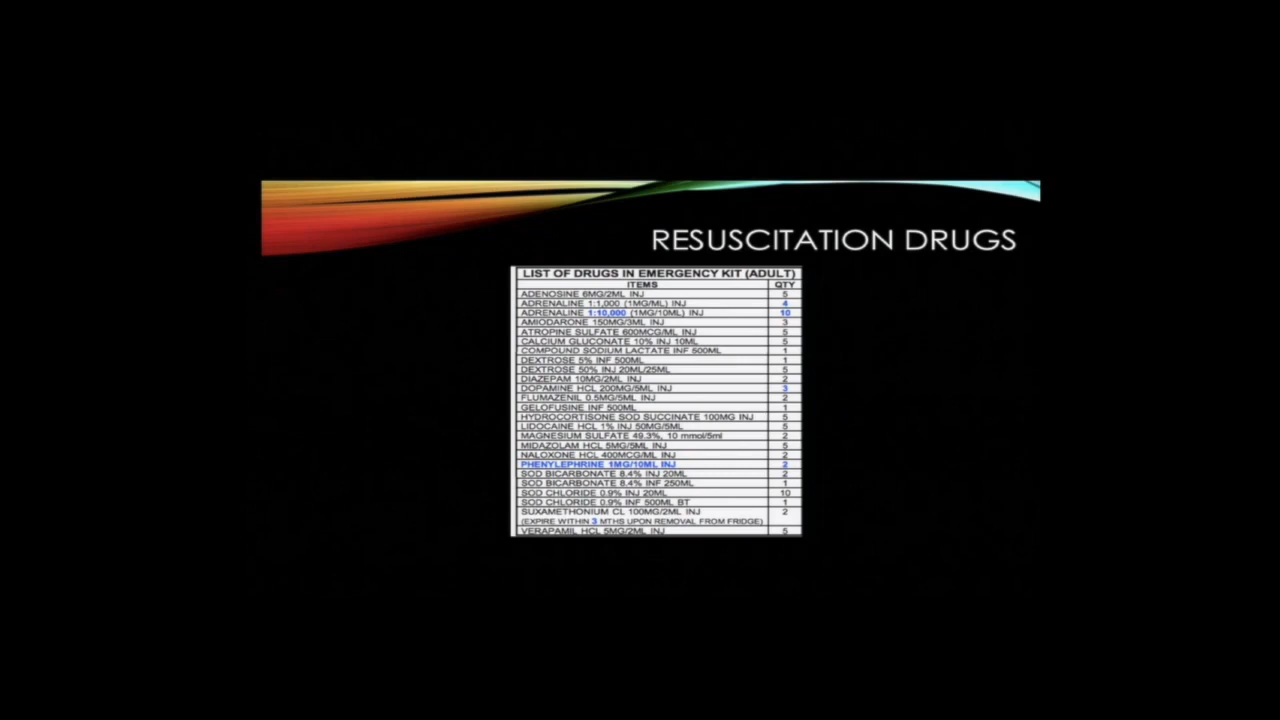 RESUSCITATION DRUGS
LIST OF DRUGS IN EMERGENCY KIT (ADULT)
ITEMS QTY
ADENOSINE 6MG/2ML INJ 5
ADRENALINE 1:1,000 (1MG/ML) INJ 4
ADRENALINE 1:10,000 (1MG/10ML) INJ 10
AMIODARONE 150MG/3ML INJ 3
ATROPINE SULFATE 600MCG/ML INJ 5
CALCIUM GLUCONATE 10% INJ 10ML 5
COMPOUND SODIUM LACTATE INF 500ML 1
DEXTROSE 5% INF 500ML 1
DEXTROSE 50% INJ 20ML/25ML 5
DIAZEPAM 10MG/2ML INJ 2
DOPAMINE HCL 200MG/5ML INJ 3
FLUMAZENIL 0.5MG/5ML INJ 2
GELOFUSINE INF 500ML 1
HYDROCORTISONE SOD SUCCINATE 100MG INJ 5
LIDOCAINE HCL 1% INJ 50MG/5ML 5
MAGNESIUM SULFATE 49.3%, 10 mmol/5ml 2
MIDAZOLAM HCL 5MG/5ML INJ 5
NALOXONE HCL 400MCG/ML INJ 2
PHENYLEPHRINE 1MG/10ML INJ 2
SOD BICARBONATE 8.4% INJ 20ML 2
SOD BICARBONATE 8.4% INF 250ML 1
SOD CHLORIDE 0.9% INJ 20ML 10
SOD CHLORIDE 0.9% INF 500ML BT 1
SUXAMETHONIUM CL 100MG/2ML INJ 2
(EXPIRE WITHIN 3 MTHS UPON REMOVAL FROM FRIDGE)
VERAPAMIL HCL 5MG/2ML INJ 5